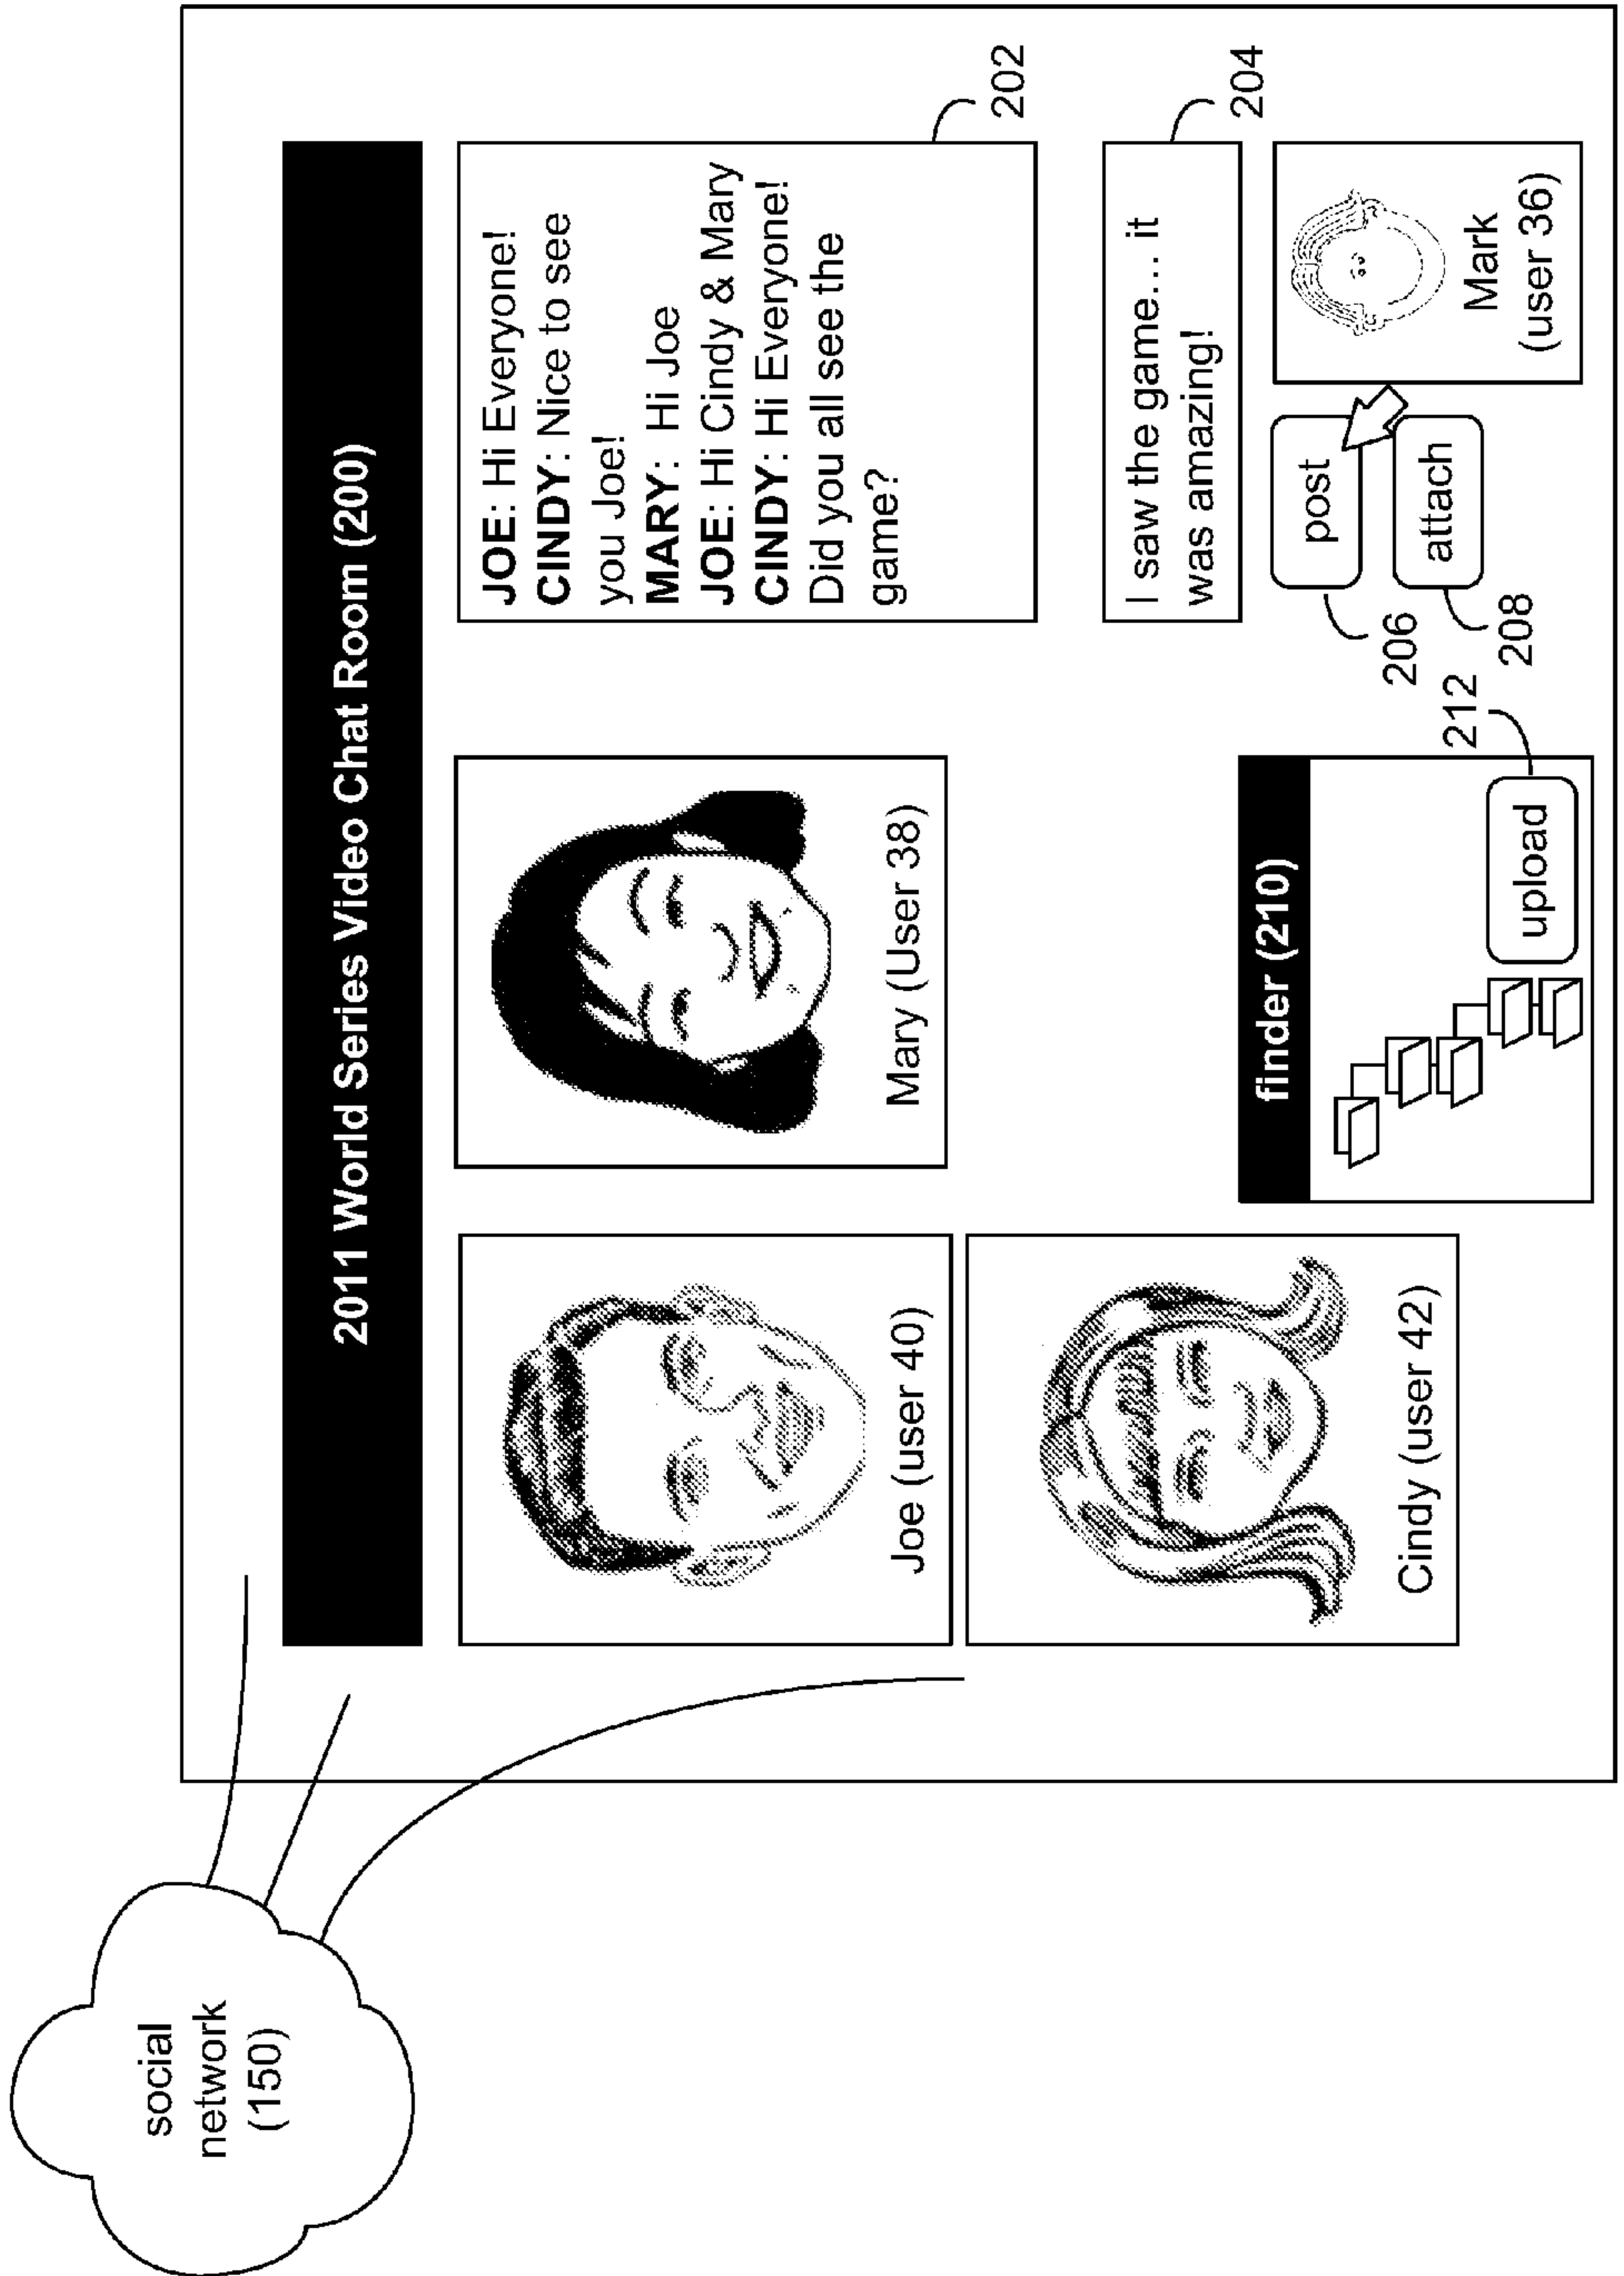 social
network
(150)
2011 World Series Video Chat Room (200)
Joe (user 40)
Mary (User 38)
JOE: Hi Everyone!
CINDY: Nice to see
you Joe!
MARY:  Hi Joe
JOE: Hi Cindy & Mary
CINDY: Hi Everyone!
Did you all see the
game?
202
Cindy (user 42)
finder (210)
upload
212
I saw the game… it
was amazing!
204
post
206
attach
208
Mark
(user 36)